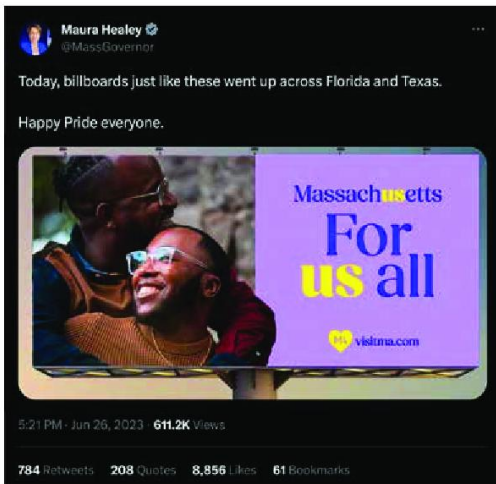 Maura Healey
@MassGovernor
Today, billboards just like these went up across Florida and Texas.
Happy Pride everyone.
Massachusetts
For
us all
MA visitma.com
5:21 PM · Jun 26, 2023 · 611.2K Views
784 Retweets 208 Quotes 8,856 Likes 61 Bookmarks